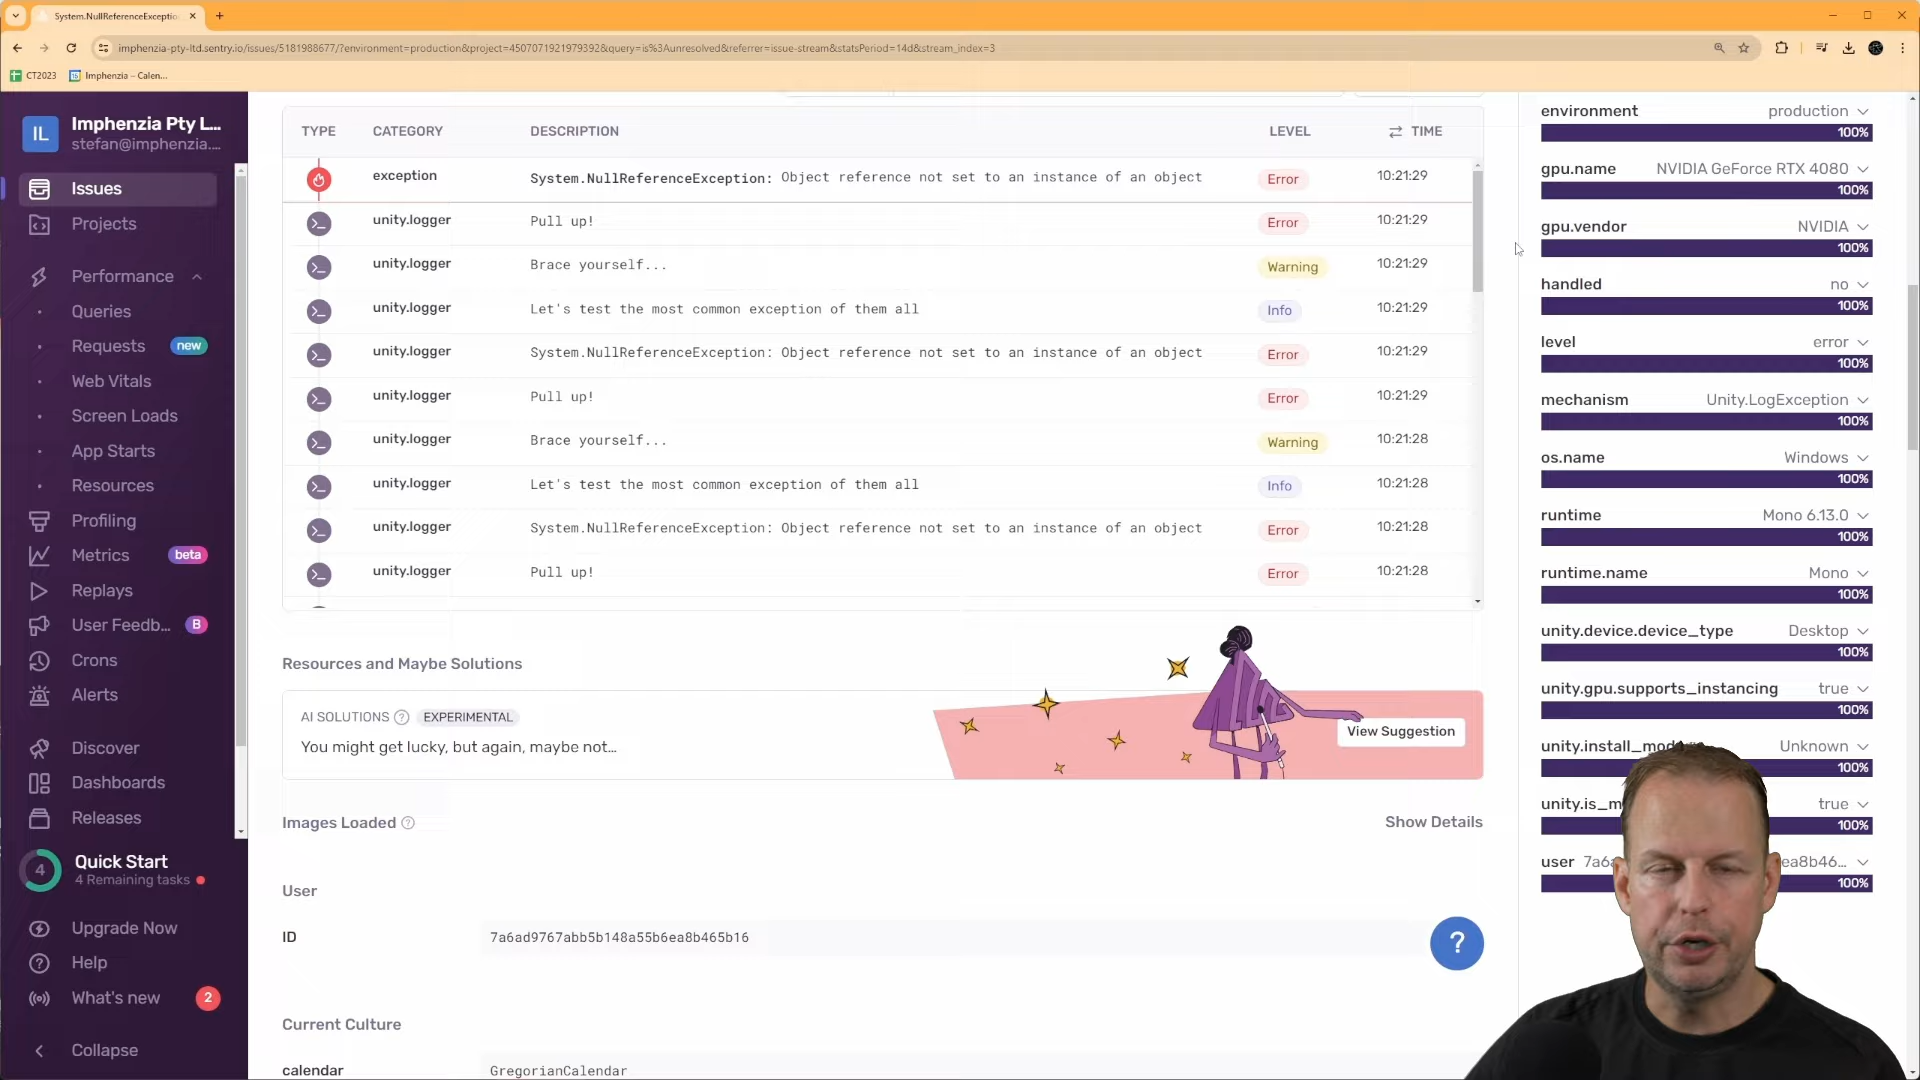 System.NullReferenceExceptio
imphenzia-pty-ltd.sentry.io/issues/5181988677/?environment=production&project=4507071921979392&query=is%3Aunresolved&referrer=issue-stream&statsPeriod=14d&stream_index=3
CT2023
Imphenzia – Calen...
IL
Imphenzia Pty L...
stefan@imphenzia....
Issues
Projects
Performance
Queries
Requests new
Web Vitals
Screen Loads
App Starts
Resources
Profiling
Metrics beta
Replays
User Feedb... B
Crons
Alerts
Discover
Dashboards
Releases
4
Quick Start
4 Remaining tasks
Upgrade Now
Help
What's new 2
Collapse
TYPE CATEGORY DESCRIPTION LEVEL TIME
exception System.NullReferenceException: Object reference not set to an instance of an object Error 10:21:29
unity.logger Pull up! Error 10:21:29
unity.logger Brace yourself... Warning 10:21:29
unity.logger Let's test the most common exception of them all Info 10:21:29
unity.logger System.NullReferenceException: Object reference not set to an instance of an object Error 10:21:29
unity.logger Pull up! Error 10:21:29
unity.logger Brace yourself... Warning 10:21:28
unity.logger Let's test the most common exception of them all Info 10:21:28
unity.logger System.NullReferenceException: Object reference not set to an instance of an object Error 10:21:28
unity.logger Pull up! Error 10:21:28
Resources and Maybe Solutions
AI SOLUTIONS ? EXPERIMENTAL
You might get lucky, but again, maybe not...
View Suggestion
Images Loaded ?
Show Details
User
ID 7a6ad9767abb5b148a55b6ea8b465b16
?
Current Culture
calendar GregorianCalendar
environment production
100%
gpu.name NVIDIA GeForce RTX 4080
100%
gpu.vendor NVIDIA
100%
handled no
100%
level error
100%
mechanism Unity.LogException
100%
os.name Windows
100%
runtime Mono 6.13.0
100%
runtime.name Mono
100%
unity.device.device_type Desktop
100%
unity.gpu.supports_instancing true
100%
unity.install_mod Unknown
100%
unity.is_m true
100%
user 7a6a ea8b46...
100%